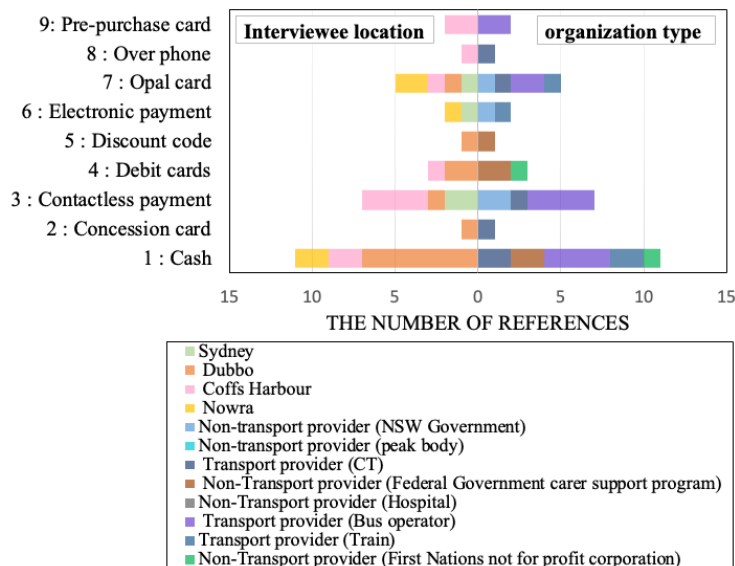 9: Pre-purchase card
Interviewee location
organization type
8 : Over phone
7 : Opal card
6 : Electronic payment
5 : Discount code
4 : Debit cards
3 : Contactless payment
2 : Concession card
1 : Cash
15 10 5 0 5 10 15
THE NUMBER OF REFERENCES
Sydney
Dubbo
Coffs Harbour
Nowra
Non-transport provider (NSW Government)
Non-transport provider (peak body)
Transport provider (CT)
Non-Transport provider (Federal Government carer support program)
Non-Transport provider (Hospital)
Transport provider (Bus operator)
Transport provider (Train)
Non-Transport provider (First Nations not for profit corporation)